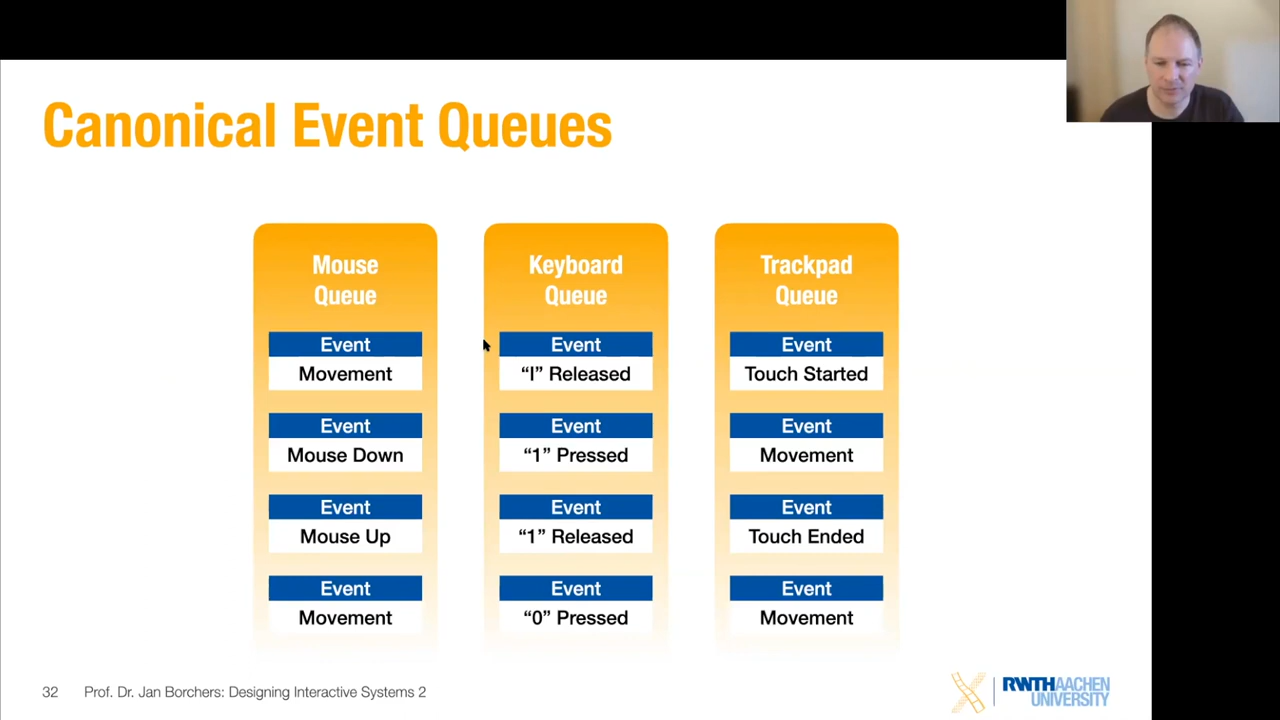 Canonical Event Queues
Mouse
Queue
Event
Movement
Event
Mouse Down
Event
Mouse Up
Event
Movement
Keyboard
Queue
Event
“I” Released
Event
“1” Pressed
Event
“1” Released
Event
“0” Pressed
Trackpad
Queue
Event
Touch Started
Event
Movement
Event
Touch Ended
Event
Movement
32 Prof. Dr. Jan Borchers: Designing Interactive Systems 2
RWTHAACHEN
UNIVERSITY